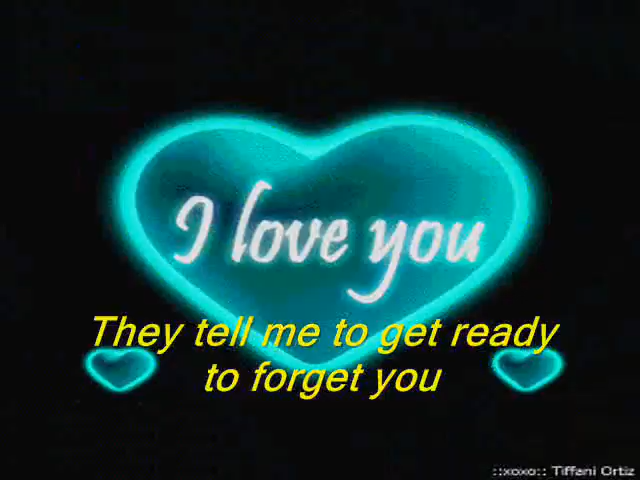 I love you
They tell me to get ready
to forget you
::xoxo:: Tiffani Ortiz